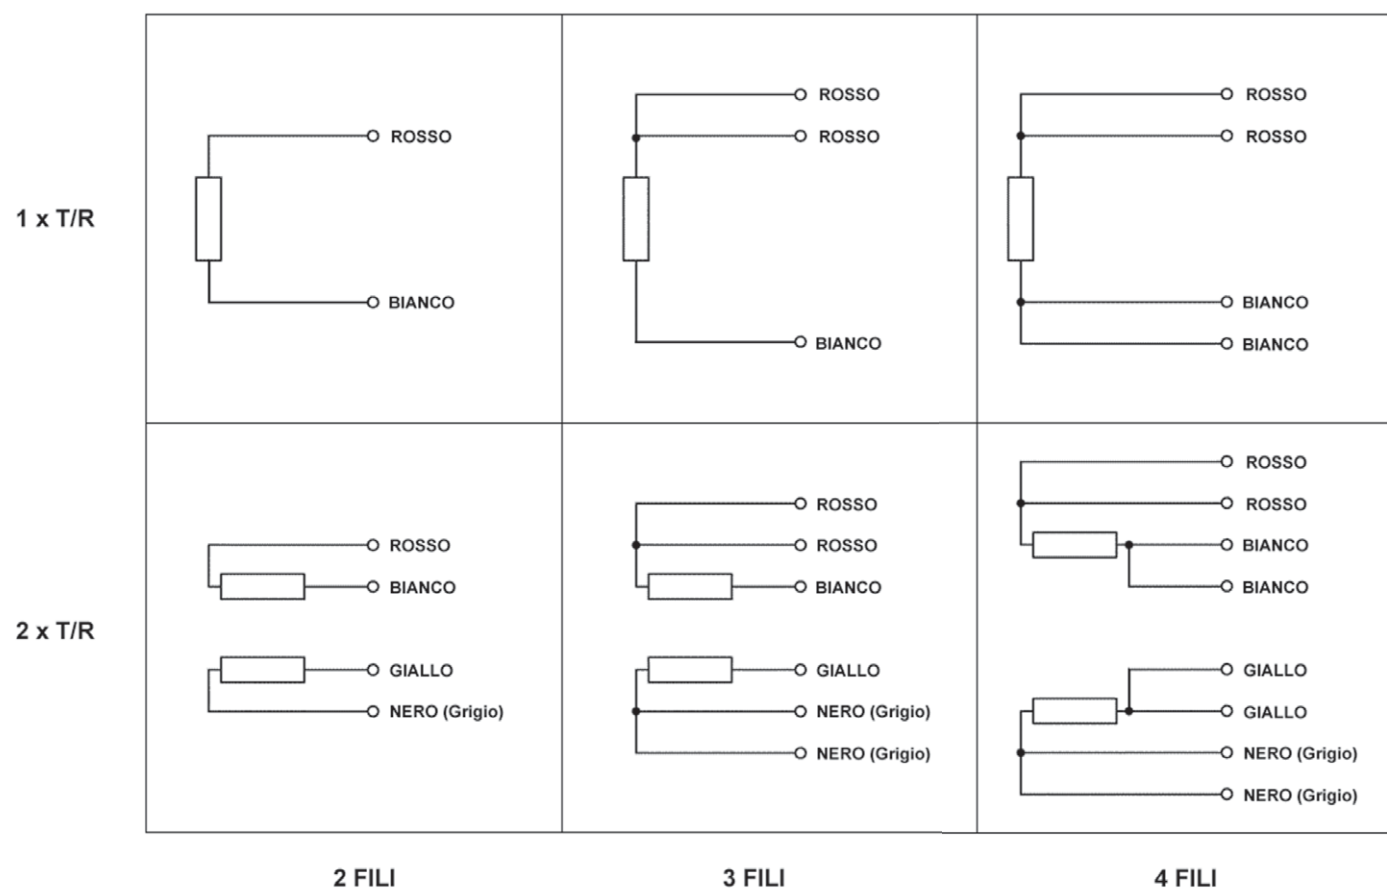 1 x T/R
ROSSO
BIANCO
ROSSO
ROSSO
BIANCO
ROSSO
ROSSO
BIANCO
BIANCO
2 x T/R
ROSSO
BIANCO
GIALLO
NERO (Grigio)
ROSSO
ROSSO
BIANCO
GIALLO
NERO (Grigio)
NERO (Grigio)
ROSSO
ROSSO
BIANCO
BIANCO
GIALLO
GIALLO
NERO (Grigio)
NERO (Grigio)
2 FILI
3 FILI
4 FILI